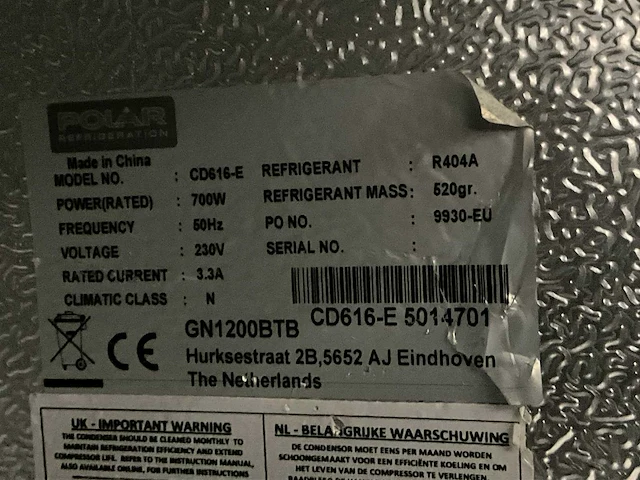 POLAR
REFRIGERATION
Made in China
MODEL NO. : CD616-E
POWER(RATED) : 700W
FREQUENCY : 50Hz
VOLTAGE : 230V
RATED CURRENT : 3.3A
CLIMATIC CLASS : N
REFRIGERANT : R404A
REFRIGERANT MASS: 520gr.
PO NO. : 9930-EU
SERIAL NO. :
CD616-E 5014701
CE
GN1200BTB
Hurksestraat 2B,5652 AJ Eindhoven
The Netherlands
UK - IMPORTANT WARNING
THE CONDENSER SHOULD BE CLEANED MONTHLY TO
MAINTAIN REFRIGERATION EFFICIENCY AND EXTEND
COMPRESSOR LIFE. REFER TO THE INSTRUCTION MANUAL,
ALSO AVAILABLE ONLINE, FOR FURTHER INSTRUCTIONS
NL - BELANGRIJKE WAARSCHUWING
DE CONDENSOR MOET EENS PER MAAND WORDEN
SCHOONGEMAAKT VOOR EEN EFFICIËNTE KOELING EN OM
HET LEVEN VAN DE COMPRESSOR TE VERLENGEN